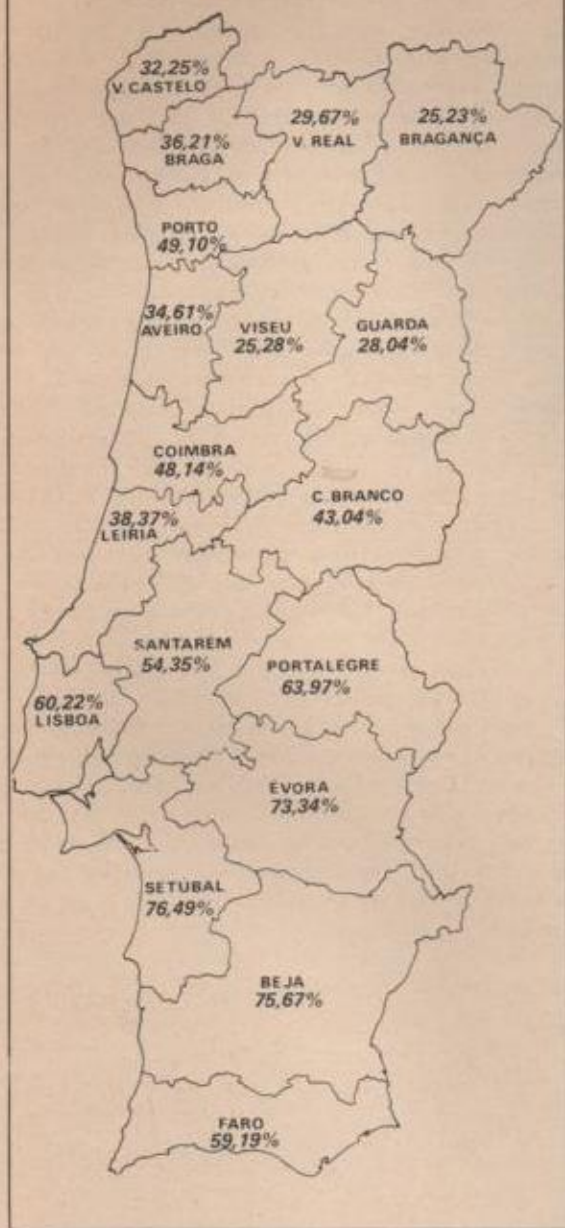 32,25%
V. CASTELO
36,21%
BRAGA
29,67%
V. REAL
25,23%
BRAGANÇA
PORTO
49,10%
34,61%
AVEIRO
VISEU
25,28%
GUARDA
28,04%
COIMBRA
48,14%
C. BRANCO
43,04%
38,37%
LEIRIA
SANTAREM
54,35%
PORTALEGRE
63,97%
60,22%
LISBOA
ÉVORA
73,34%
SETUBAL
76,49%
BEJA
75,67%
FARO
59,19%